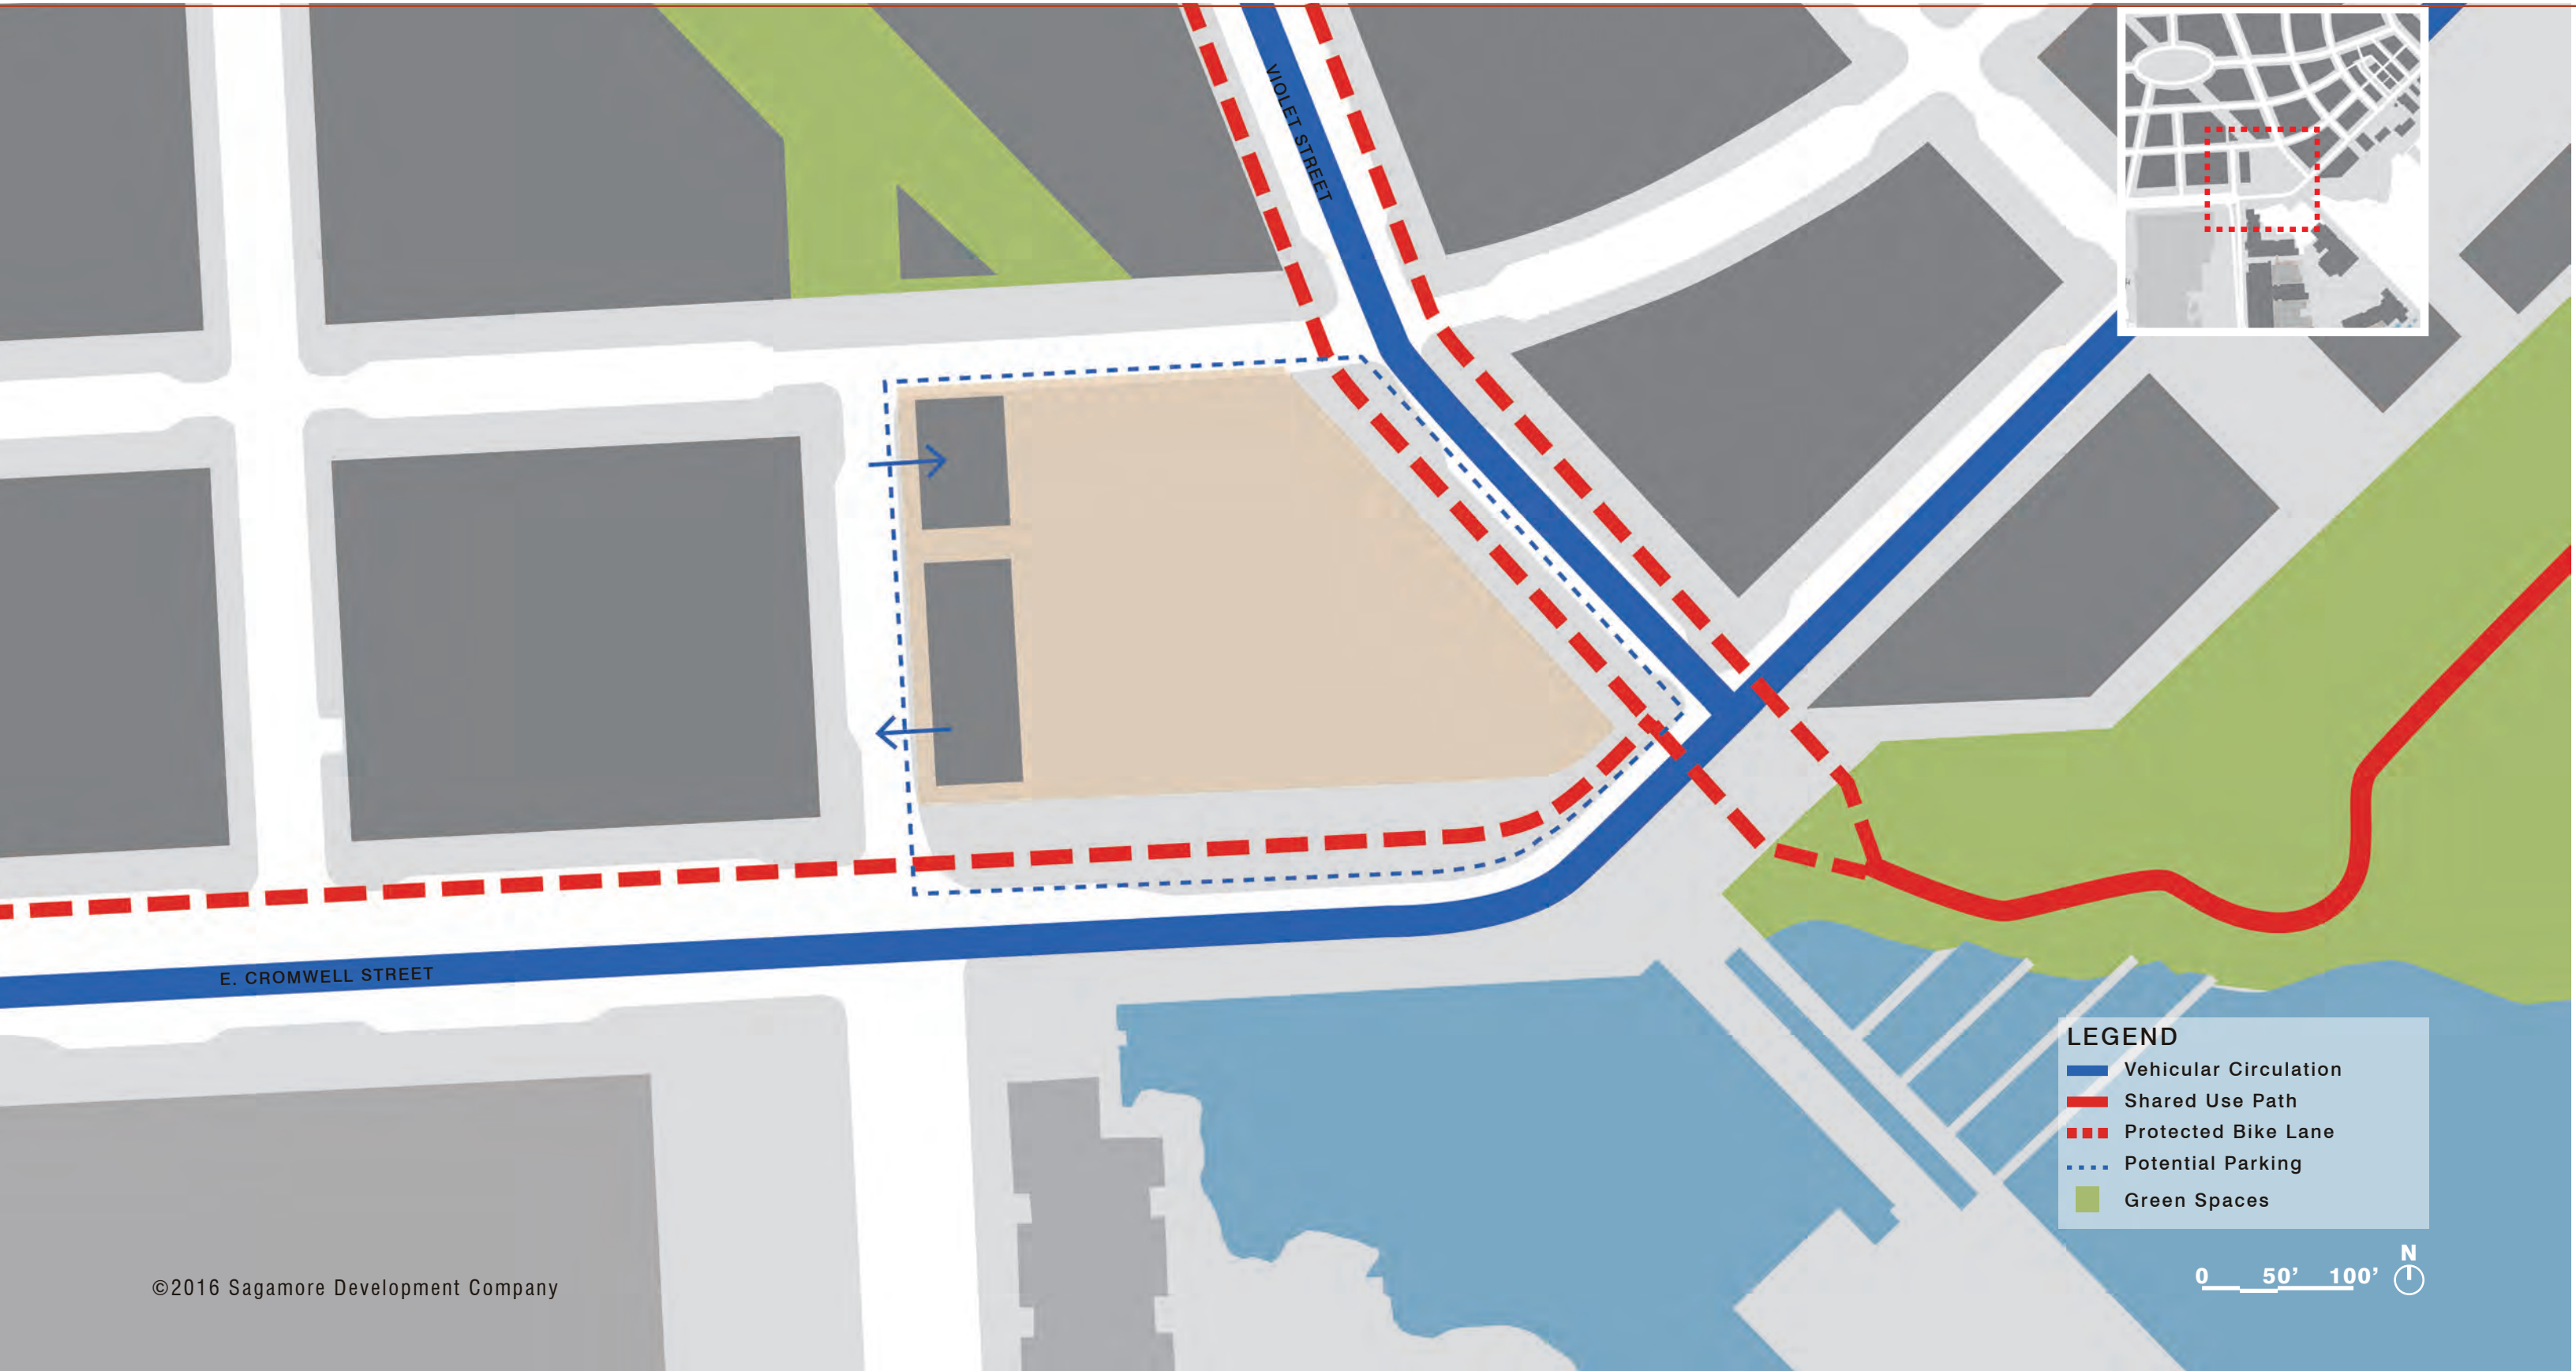 VIOLET STREET
E. CROMWELL STREET
LEGEND
Vehicular Circulation
Shared Use Path
Protected Bike Lane
Potential Parking
Green Spaces
N
0 50’ 100’
©2016 Sagamore Development Company